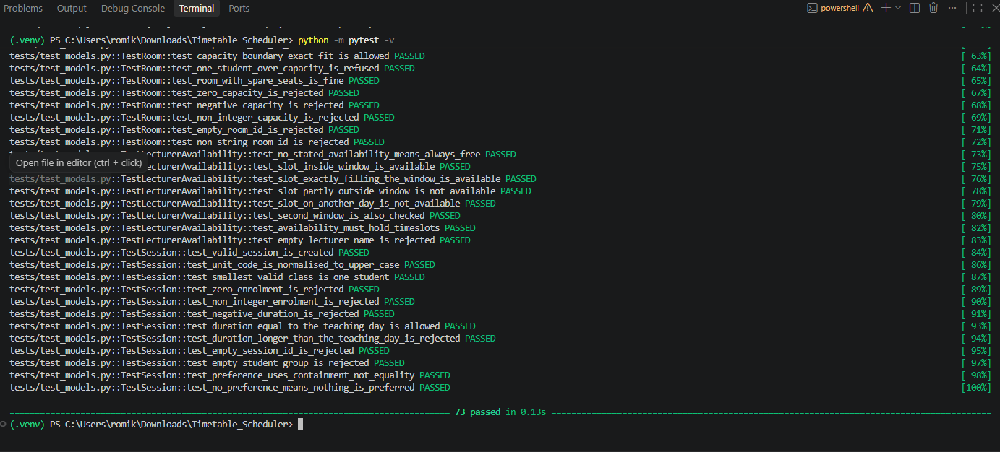 Problems Output Debug Console Terminal Ports powershell
(.venv) PS C:\Users\romik\Downloads\Timetable_Scheduler> python -m pytest -v
tests/test_models.py::TestRoom::test_capacity_boundary_exact_fit_is_allowed PASSED [ 63%]
tests/test_models.py::TestRoom::test_one_student_over_capacity_is_refused PASSED [ 64%]
tests/test_models.py::TestRoom::test_room_with_spare_seats_is_fine PASSED [ 65%]
tests/test_models.py::TestRoom::test_zero_capacity_is_rejected PASSED [ 67%]
tests/test_models.py::TestRoom::test_negative_capacity_is_rejected PASSED [ 68%]
tests/test_models.py::TestRoom::test_non_integer_capacity_is_rejected PASSED [ 69%]
tests/test_models.py::TestRoom::test_empty_room_id_is_rejected PASSED [ 71%]
tests/test_models.py::TestRoom::test_non_string_room_id_is_rejected PASSED [ 72%]
LecturerAvailability::test_no_stated_availability_means_always_free PASSED [ 73%]
Open file in editor (ctrl + click) cturerAvailability::test_slot_inside_window_is_available PASSED [ 75%]
tests/test_models.py::TestLecturerAvailability::test_slot_exactly_filling_the_window_is_available PASSED [ 76%]
tests/test_models.py::TestLecturerAvailability::test_slot_partly_outside_window_is_not_available PASSED [ 78%]
tests/test_models.py::TestLecturerAvailability::test_slot_on_another_day_is_not_available PASSED [ 79%]
tests/test_models.py::TestLecturerAvailability::test_second_window_is_also_checked PASSED [ 80%]
tests/test_models.py::TestLecturerAvailability::test_availability_must_hold_timeslots PASSED [ 82%]
tests/test_models.py::TestLecturerAvailability::test_empty_lecturer_name_is_rejected PASSED [ 83%]
tests/test_models.py::TestSession::test_valid_session_is_created PASSED [ 84%]
tests/test_models.py::TestSession::test_unit_code_is_normalised_to_upper_case PASSED [ 86%]
tests/test_models.py::TestSession::test_smallest_valid_class_is_one_student PASSED [ 87%]
tests/test_models.py::TestSession::test_zero_enrolment_is_rejected PASSED [ 89%]
tests/test_models.py::TestSession::test_non_integer_enrolment_is_rejected PASSED [ 90%]
tests/test_models.py::TestSession::test_negative_duration_is_rejected PASSED [ 91%]
tests/test_models.py::TestSession::test_duration_equal_to_the_teaching_day_is_allowed PASSED [ 93%]
tests/test_models.py::TestSession::test_duration_longer_than_the_teaching_day_is_rejected PASSED [ 94%]
tests/test_models.py::TestSession::test_empty_session_id_is_rejected PASSED [ 95%]
tests/test_models.py::TestSession::test_empty_student_group_is_rejected PASSED [ 97%]
tests/test_models.py::TestSession::test_preference_uses_containment_not_equality PASSED [ 98%]
tests/test_models.py::TestSession::test_no_preference_means_nothing_is_preferred PASSED [100%]
73 passed in 0.13s
(.venv) PS C:\Users\romik\Downloads\Timetable_Scheduler>